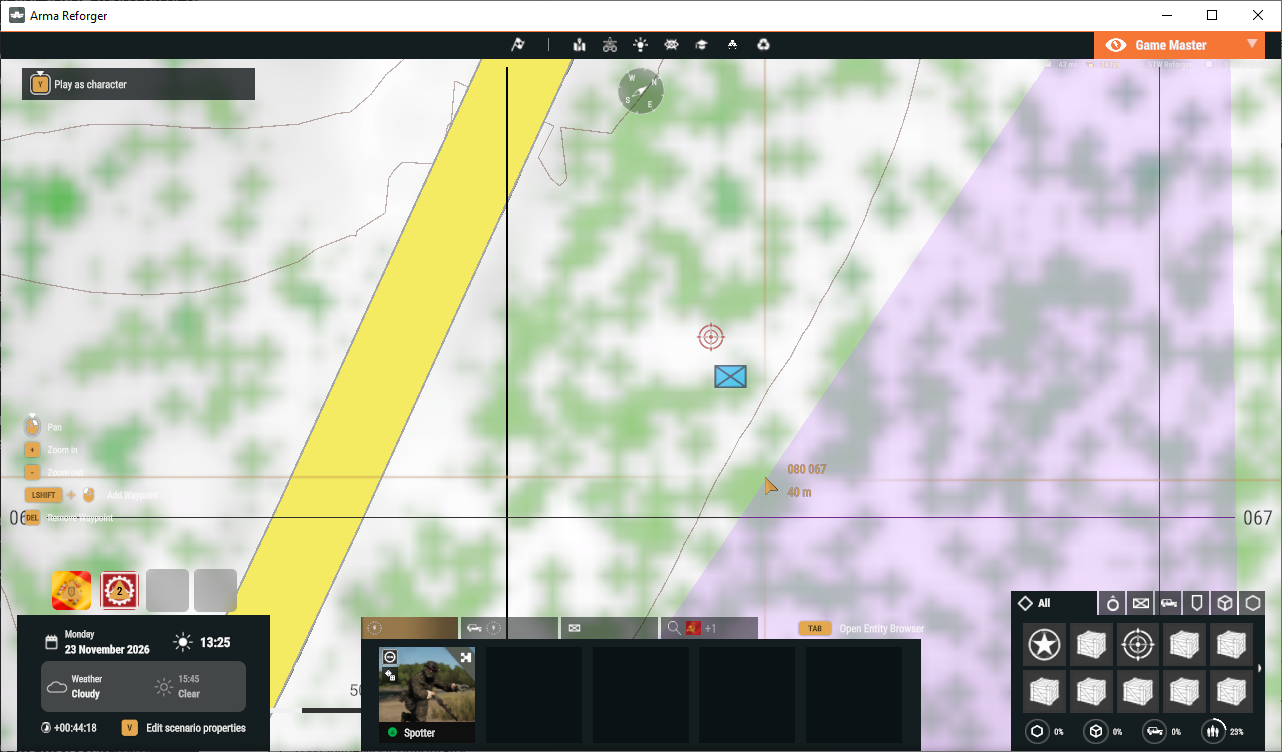 Arma Reforger
Game Master
Y Play as character
W N
S E
Pan
+ Zoom in
- Zoom out
LSHIFT + Add Waypoint
DEL Remove Waypoint
080 067
40 m
067
2
Monday
23 November 2026
13:25
Weather
Cloudy
15:45
Clear
+00:44:18
V Edit scenario properties
+1
TAB Open Entity Browser
Spotter
All
0% 0% 0% 23%